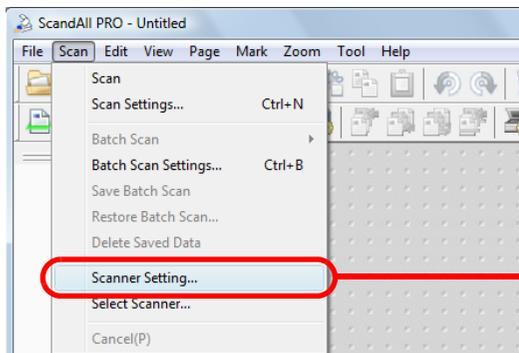 ScandAll PRO - Untitled
File Scan Edit View Page Mark Zoom Tool Help
Scan
Scan Settings... Ctrl+N
Batch Scan
Batch Scan Settings... Ctrl+B
Save Batch Scan
Restore Batch Scan...
Delete Saved Data
Scanner Setting...
Select Scanner...
Cancel(P)